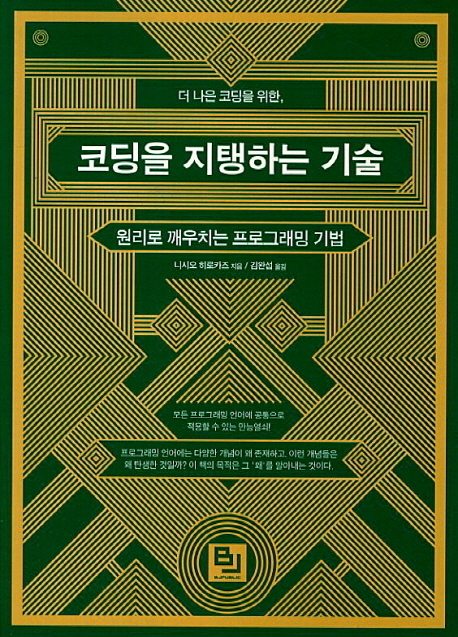 더 나은 코딩을 위한,
코딩을 지탱하는 기술
원리로 깨우치는 프로그래밍 기법
니시오 히로카즈 지음 / 김완섭 옮김
모든 프로그래밍 언어에 공통으로
적용할 수 있는 만능열쇠!
프로그래밍 언어에는 다양한 개념이 왜 존재하고, 이런 개념들은
왜 탄생한 것일까? 이 책의 목적은 그 '왜'를 알아내는 것이다.
BJ
BJPUBLIC